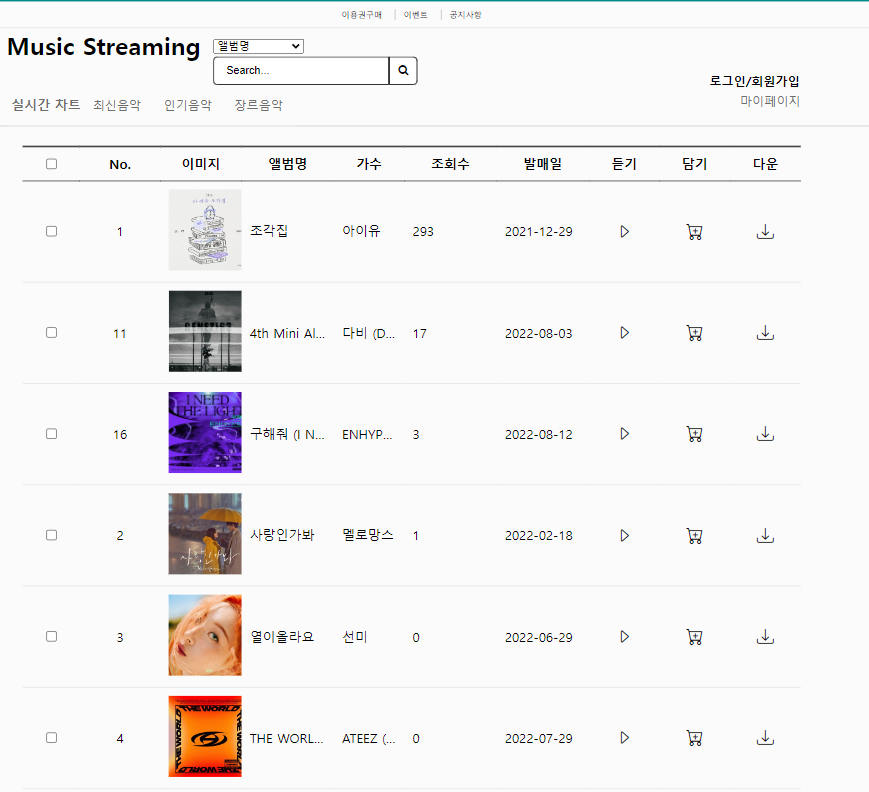 이용권구매 이벤트 공지사항
Music Streaming 앨범명
Search...
로그인/회원가입
마이페이지
실시간 차트 최신음악 인기음악 장르음악
No. 이미지 앨범명 가수 조회수 발매일 듣기 담기 다운
1 조각집 아이유 293 2021-12-29
11 GENETICS 4th Mini Al... 다비 (D... 17 2022-08-03
I NEED
THE LIGHT
16 구해줘 (I N... ENHYP... 3 2022-08-12
2 사랑인가봐 멜로망스 1 2022-02-18
사랑인가봐
3 열이올라요 선미 0 2022-06-29
THE WORLD
4 THE WORL... ATEEZ (... 0 2022-07-29